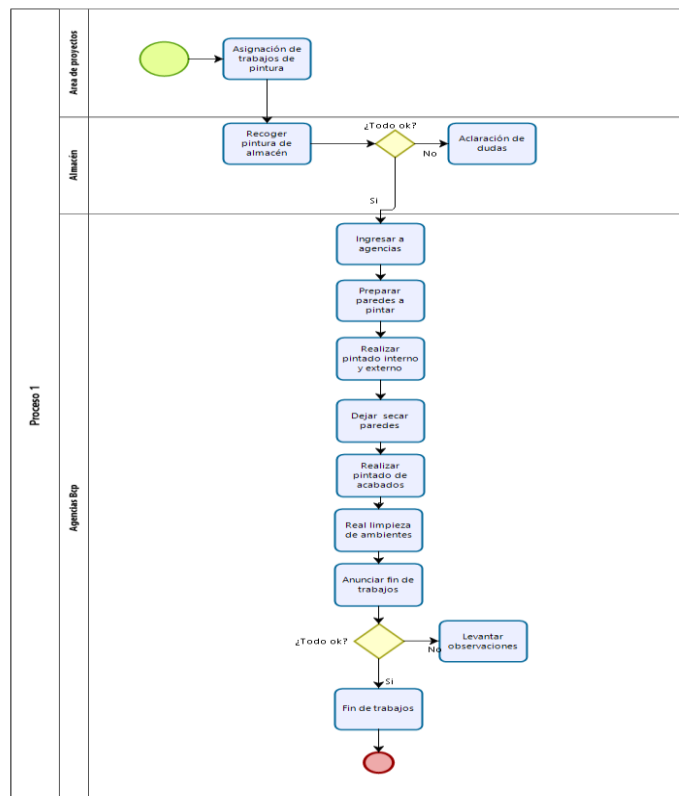 Proceso 1
Area de proyectos
Asignación de
trabajos de
pintura
Almacén
Recoger
pintura de
almacén
¿Todo ok?
No
Aclaración de
dudas
Si
Agencias Bcp
Ingresar a
agencias
Preparar
paredes a
pintar
Realizar
pintado interno
y externo
Dejar secar
paredes
Realizar
pintado de
acabados
Real limpieza
de ambientes
Anunciar fin de
trabajos
¿Todo ok?
No
Levantar
observaciones
Si
Fin de trabajos